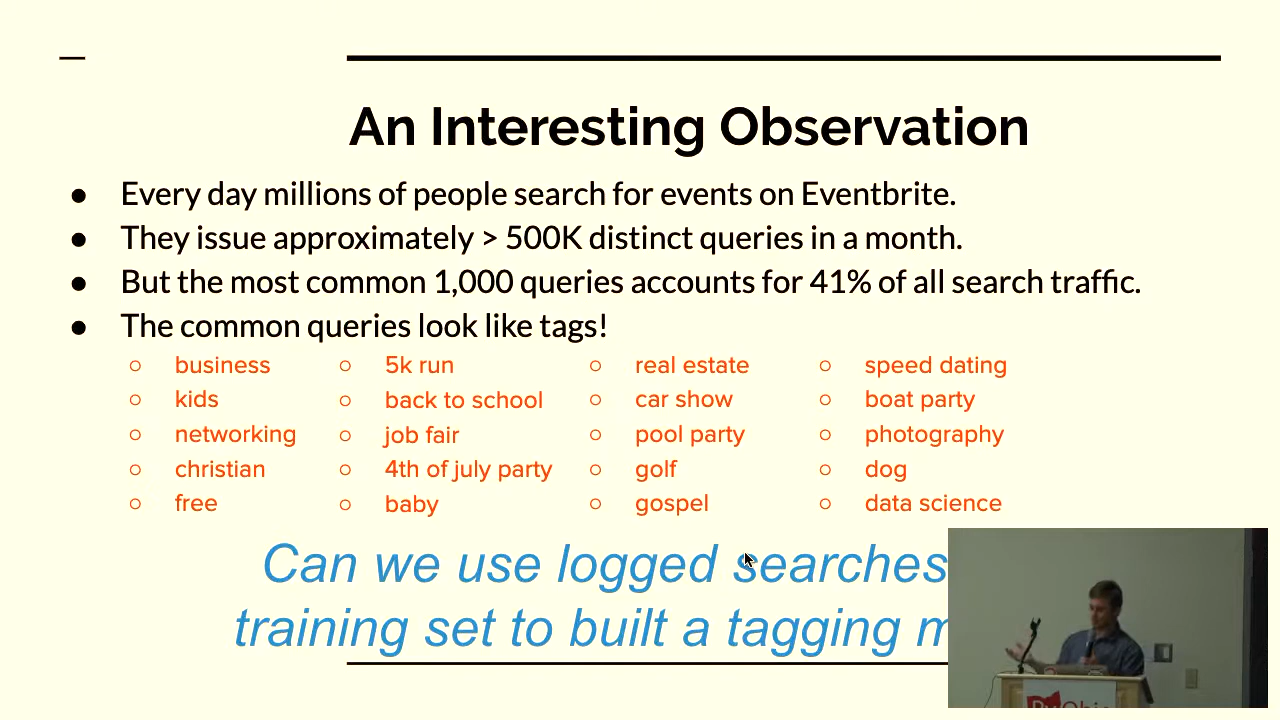 An Interesting Observation
● Every day millions of people search for events on Eventbrite.
● They issue approximately > 500K distinct queries in a month.
● But the most common 1,000 queries accounts for 41% of all search traffic.
● The common queries look like tags!
○ business ○ 5k run ○ real estate ○ speed dating
○ kids ○ back to school ○ car show ○ boat party
○ networking ○ job fair ○ pool party ○ photography
○ christian ○ 4th of july party ○ golf ○ dog
○ free ○ baby ○ gospel ○ data science
Can we use logged searches
training set to built a tagging